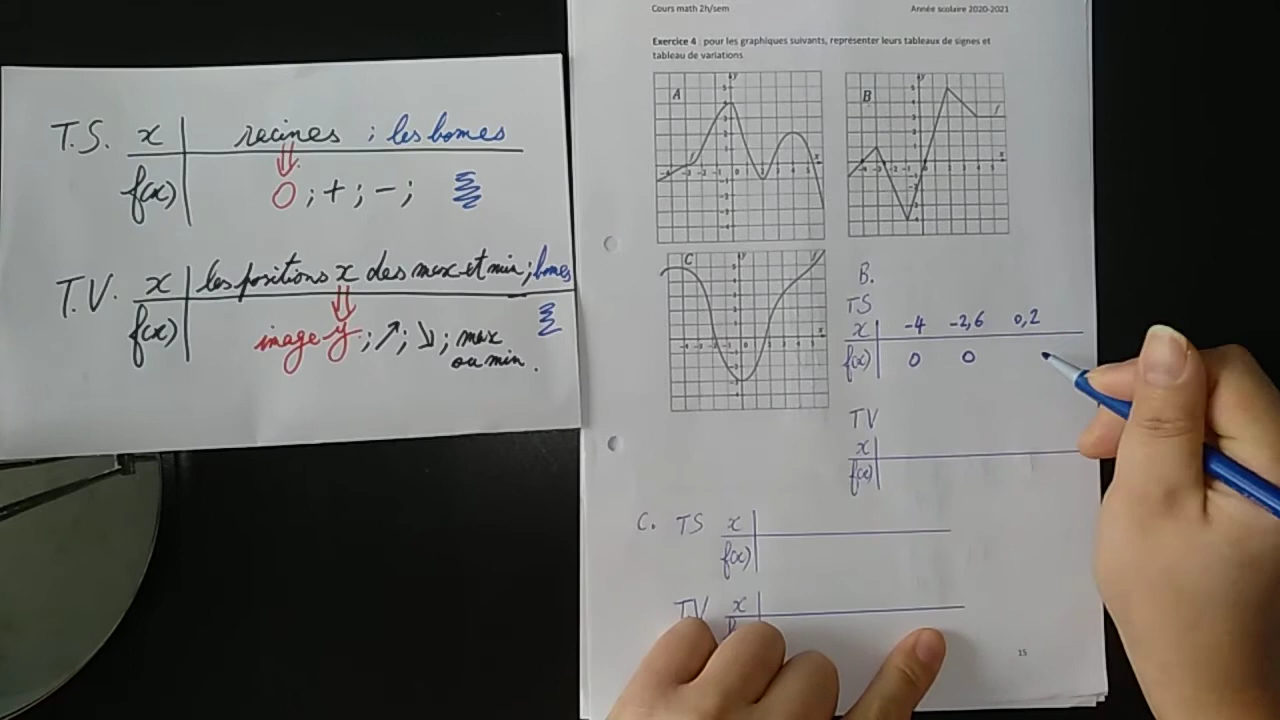 T.S. x racines ; les bornes
f(x) 0 ; + ; - ;
T.V. x les positions x des max et min ; bornes
f(x) image y ; ↗ ; ↘ ; max
ou min.
Cours math 2h/sem Année scolaire 2020-2021
Exercice 4 : pour les graphiques suivants, représenter leurs tableaux de signes et
tableau de variations
A
B
C
B.
TS
x -4 -2,6 0,2
f(x) 0 0
TV
x
f(x)
C. TS x
f(x)
TV x
15